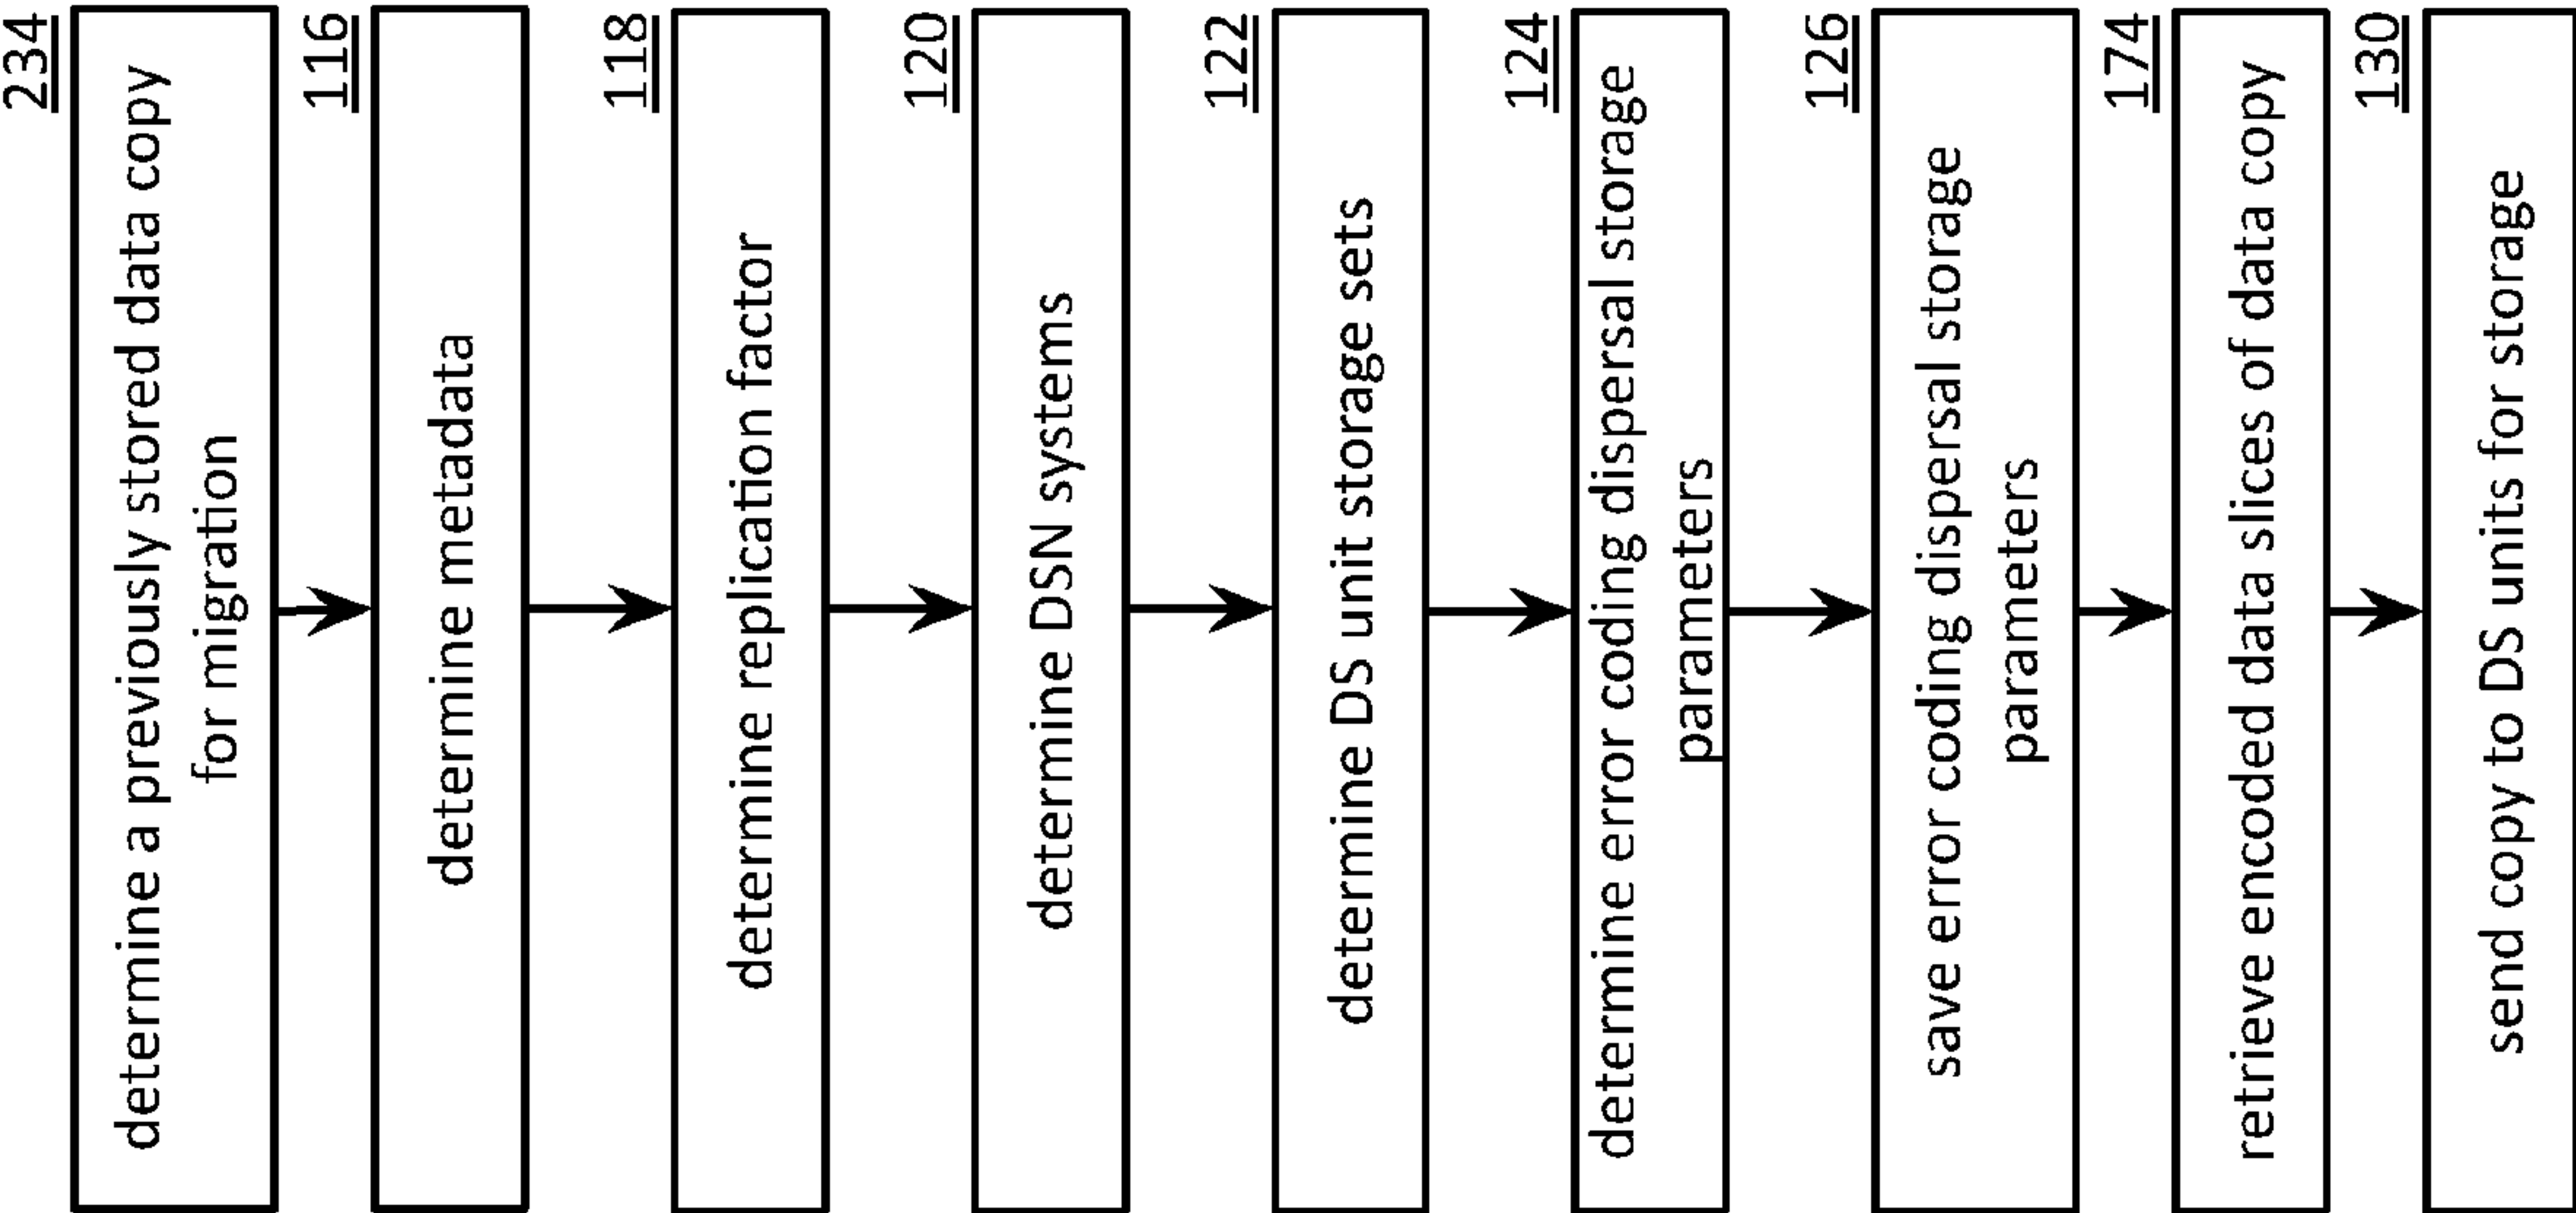 234
determine a previously stored data copy
for migration
116
determine metadata
118
determine replication factor
120
determine DSN systems
122
determine DS unit storage sets
124
determine error coding dispersal storage
parameters
126
save error coding dispersal storage
parameters
174
retrieve encoded data slices of data copy
130
send copy to DS units for storage